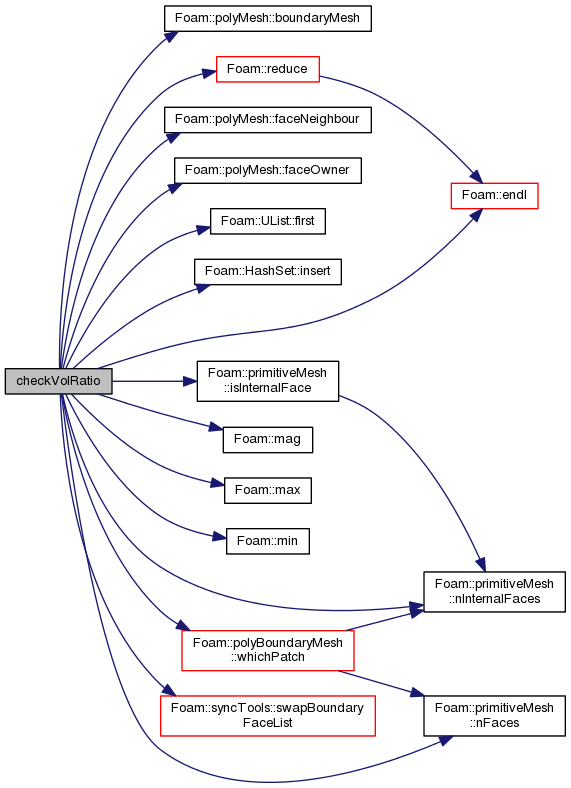 Foam::polyMesh::boundaryMesh
Foam::reduce
Foam::polyMesh::faceNeighbour
Foam::polyMesh::faceOwner
Foam::endl
Foam::UList::first
Foam::HashSet::insert
checkVolRatio
Foam::primitiveMesh
::isInternalFace
Foam::mag
Foam::max
Foam::min
Foam::primitiveMesh
::nInternalFaces
Foam::polyBoundaryMesh
::whichPatch
Foam::syncTools::swapBoundary
FaceList
Foam::primitiveMesh
::nFaces